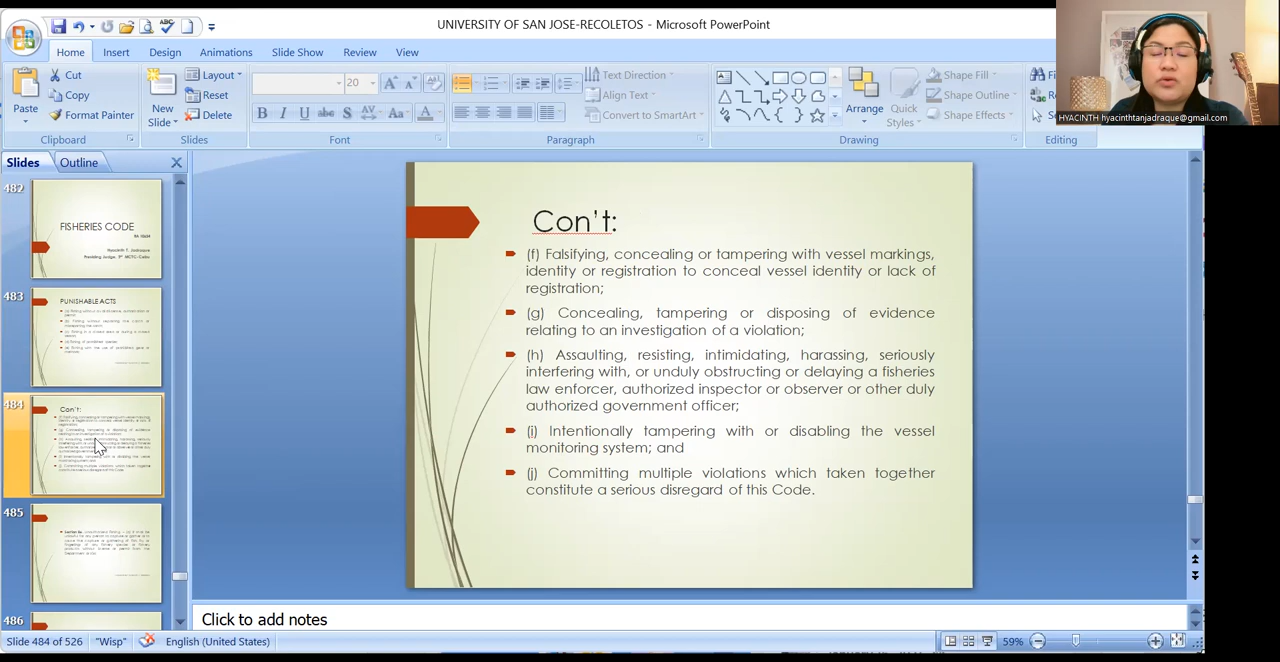 UNIVERSITY OF SAN JOSE-RECOLETOS - Microsoft PowerPoint
Home Insert Design Animations Slide Show Review View
Paste
Cut
Copy
Format Painter
Clipboard
New
Slide
Layout
Reset
Delete
Slides
20
B I U abc S AV Aa A
Font
Text Direction
Align Text
Convert to SmartArt
Paragraph
Arrange
Quick
Styles
Shape Fill
Shape Outline
Shape Effects
Drawing
Editing
HYACINTH hyacinthtanjadraque@gmail.com
Slides Outline
482
FISHERIES CODE
483
PUNISHABLE ACTS
484
Con't:
485
486
Con't:
(f) Falsifying, concealing or tampering with vessel markings,
identity or registration to conceal vessel identity or lack of
registration;
(g) Concealing, tampering or disposing of evidence
relating to an investigation of a violation;
(h) Assaulting, resisting, intimidating, harassing, seriously
interfering with, or unduly obstructing or delaying a fisheries
law enforcer, authorized inspector or observer or other duly
authorized government officer;
(i) Intentionally tampering with or disabling the vessel
monitoring system; and
(j) Committing multiple violations which taken together
constitute a serious disregard of this Code.
Click to add notes
Slide 484 of 526 "Wisp" English (United States) 59%